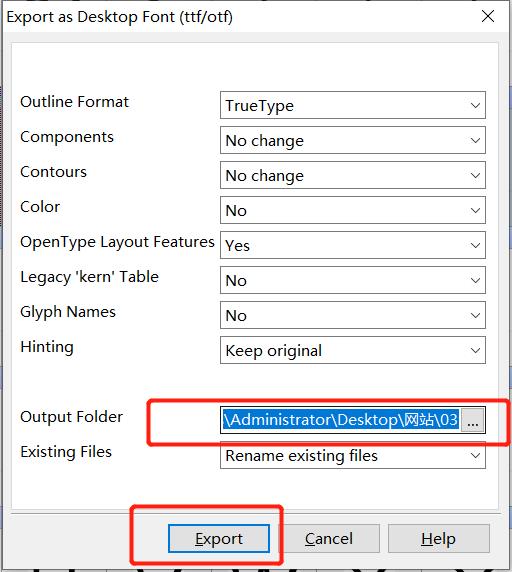 Export as Desktop Font (ttf/otf)
Outline Format TrueType
Components No change
Contours No change
Color No
OpenType Layout Features Yes
Legacy 'kern' Table No
Glyph Names No
Hinting Keep original
Output Folder \Administrator\Desktop\网站\03 ...
Existing Files Rename existing files
Export Cancel Help